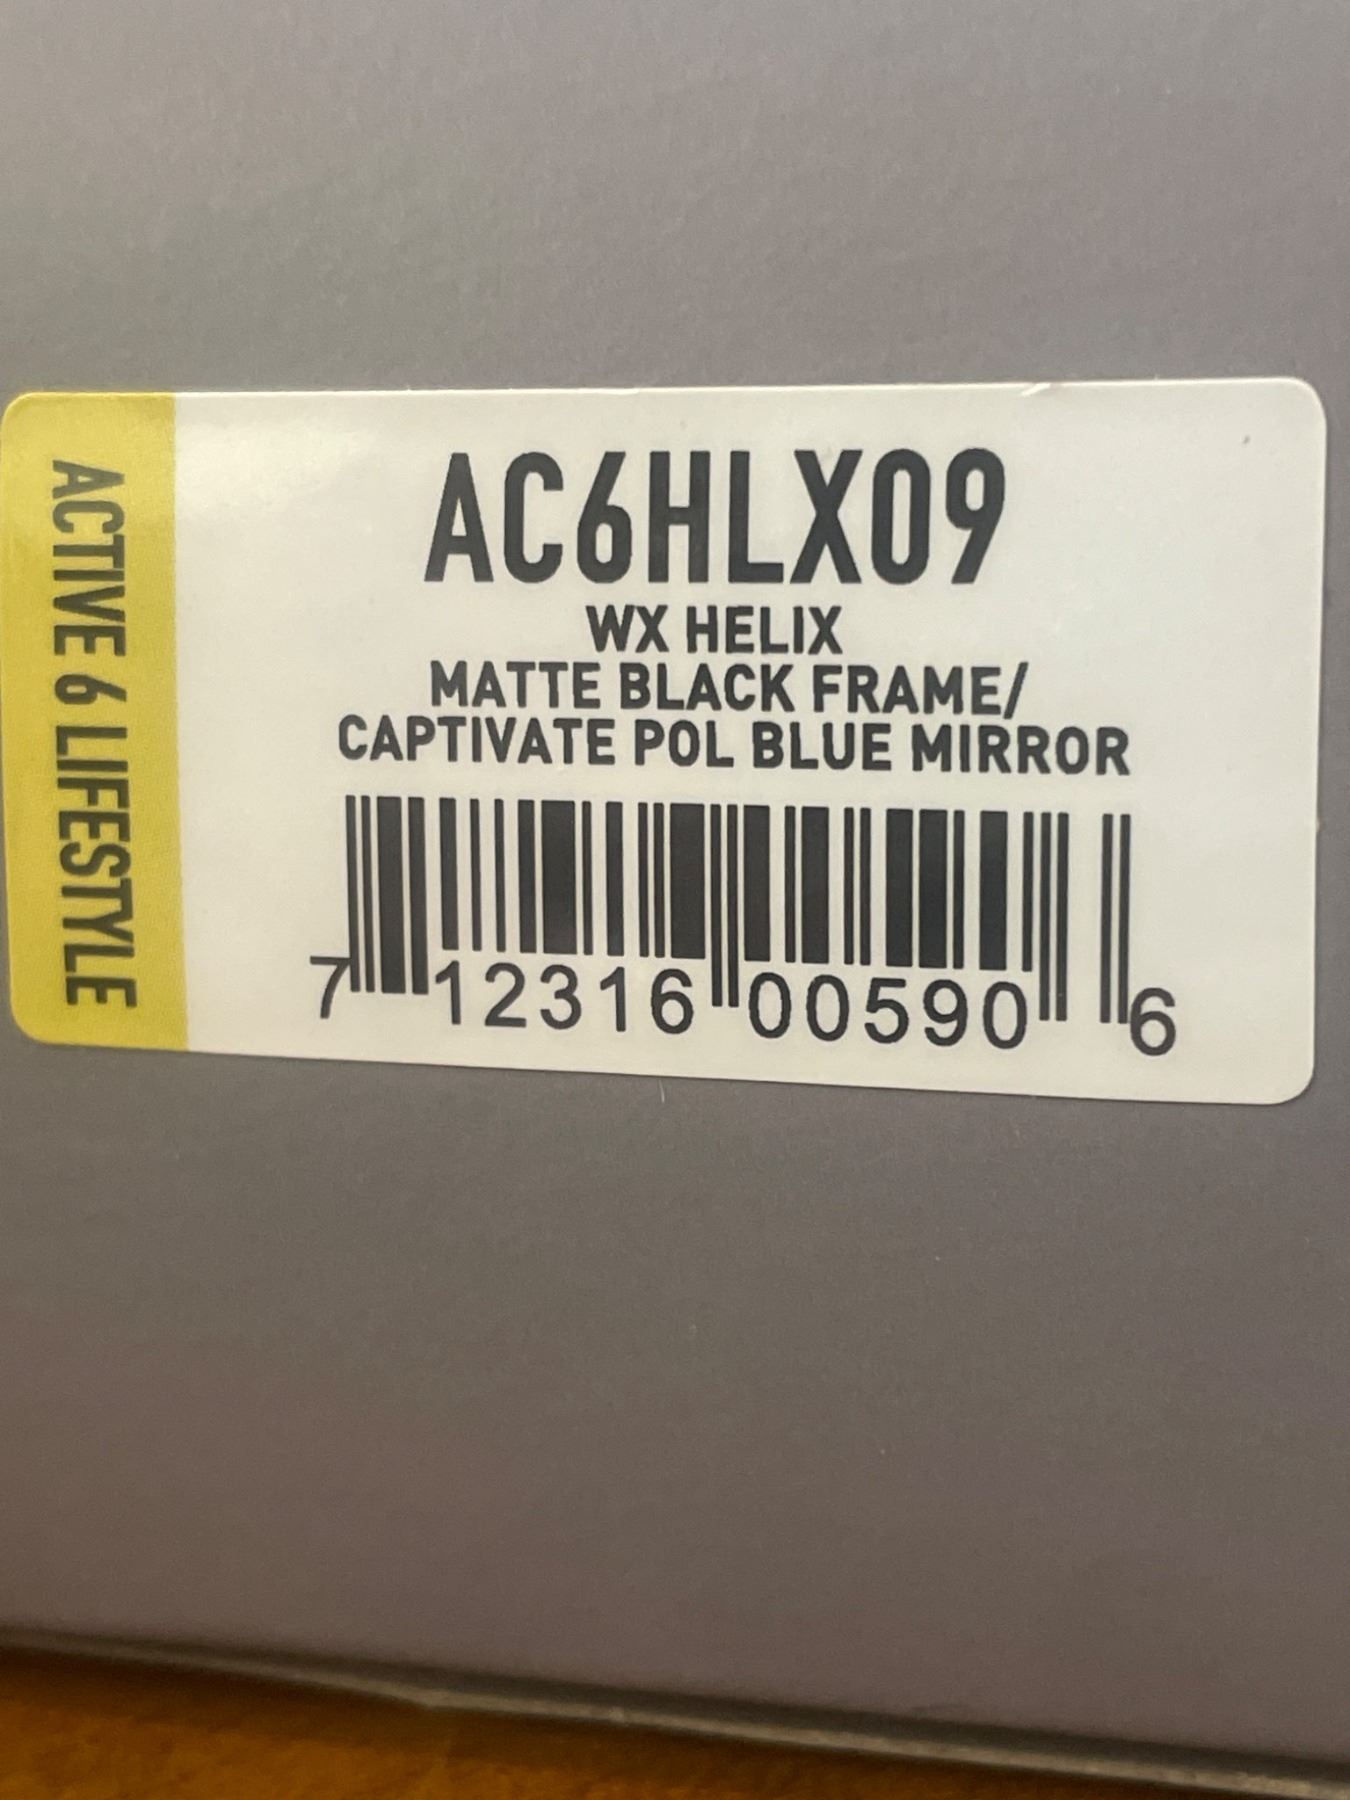 ACTIVE 6 LIFESTYLE
AC6HLX09
WX HELIX
MATTE BLACK FRAME/
CAPTIVATE POL BLUE MIRROR
7 12316 00590 6